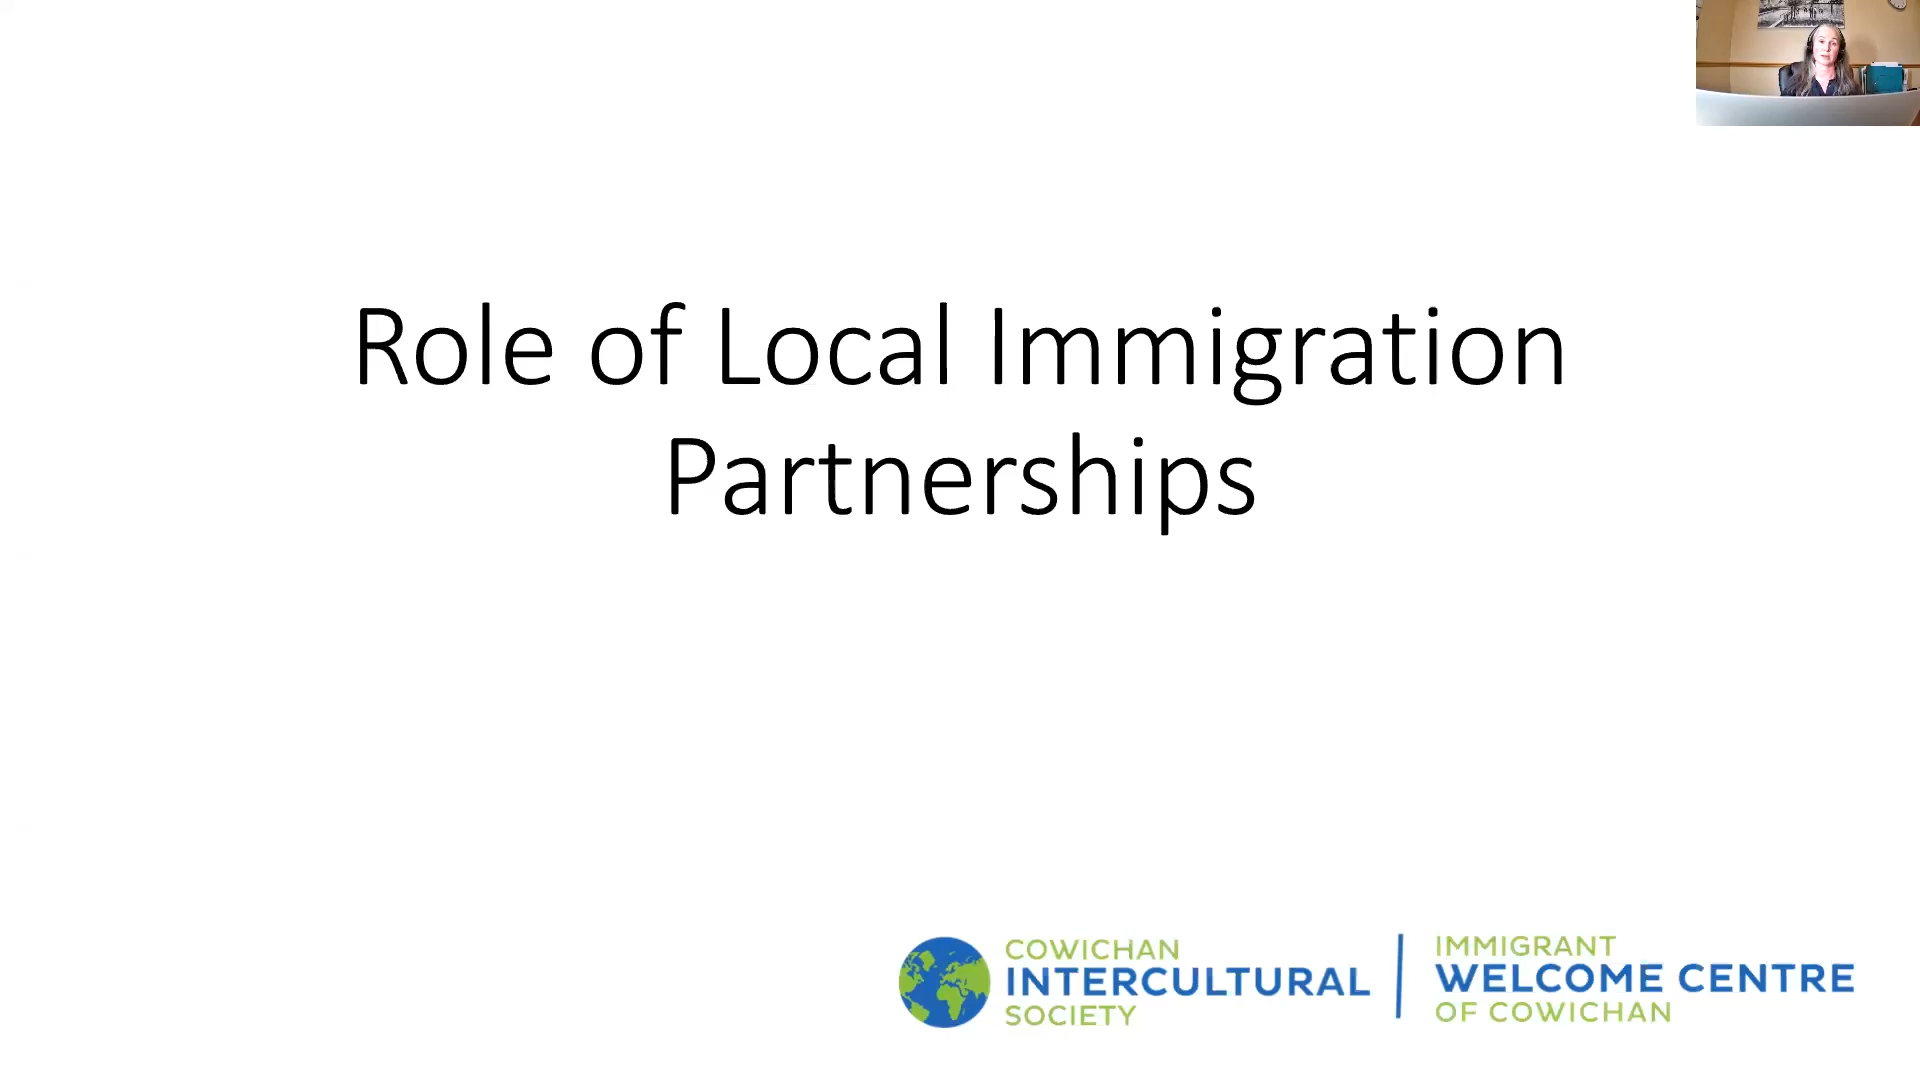 Role of Local Immigration
Partnerships
COWICHAN
INTERCULTURAL
SOCIETY
IMMIGRANT
WELCOME CENTRE
OF COWICHAN